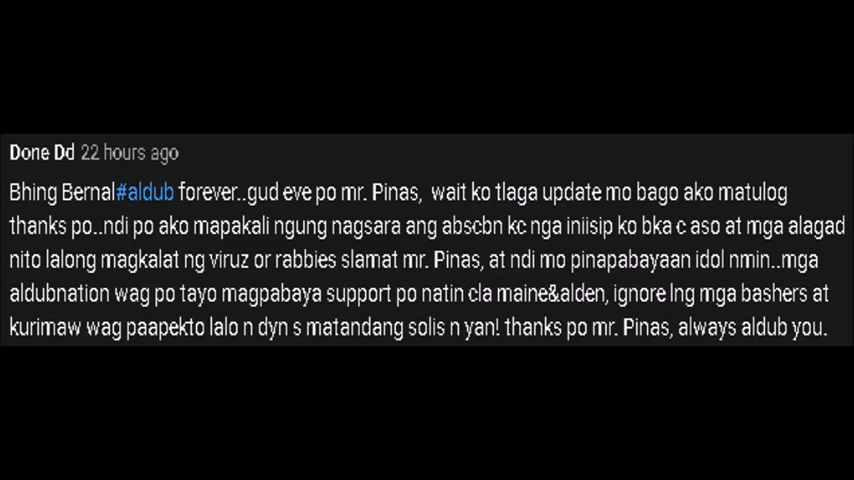 Done Dd 22 hours ago
Bhing Bernal#aldub forever..gud eve po mr. Pinas, wait ko tlaga update mo bago ako matulog
thanks po..ndi po ako mapakali ngung nagsara ang abscbn kc nga iniisip ko bka c aso at mga alagad
nito lalong magkalat ng viruz or rabbies slamat mr. Pinas, at ndi mo pinapabayaan idol nmin..mga
aldubnation wag po tayo magpabaya support po natin cla maine&alden, ignore lng mga bashers at
kurimaw wag paapekto lalo n dyn s matandang solis n yan! thanks po mr. Pinas, always aldub you.